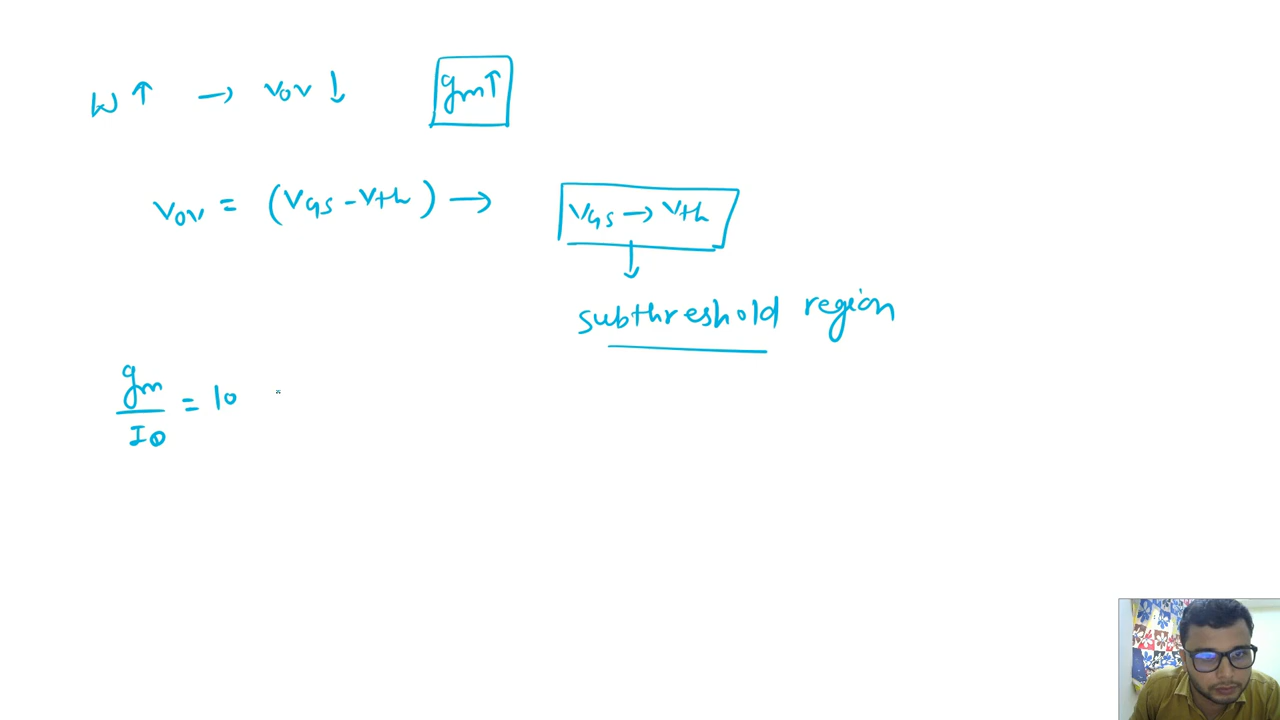 W ↑ → VOV ↓ gm↑
VOV = (VGS - Vth) → VGS → Vth
↓
subthreshold region
gm/ID = 10